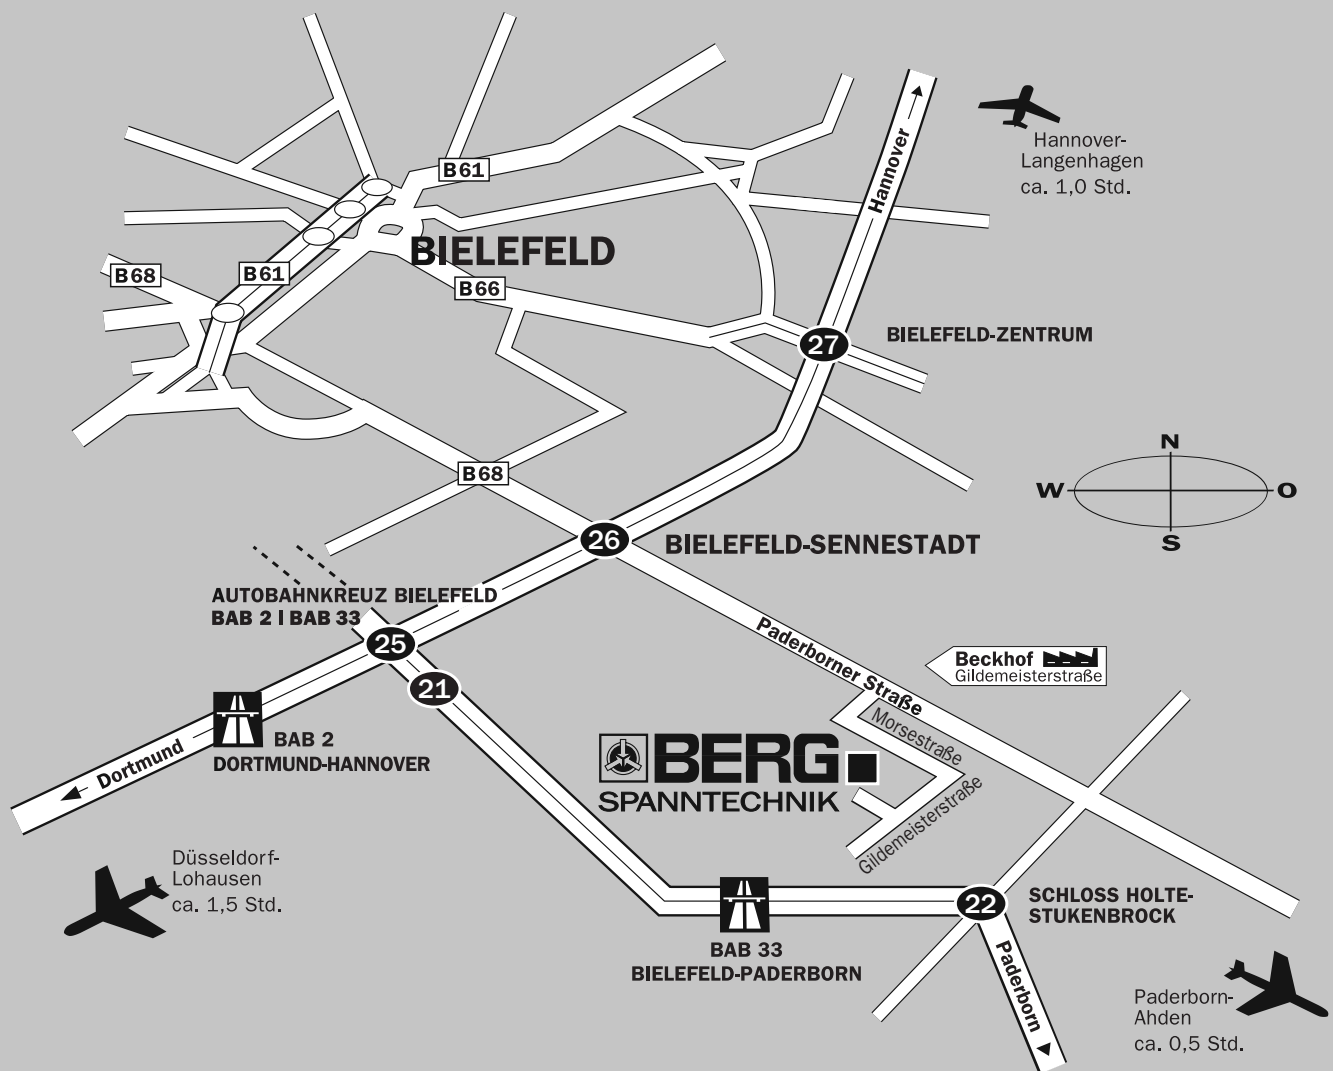 Hannover-
Langenhagen
ca. 1,0 Std.
Hannover
B61
BIELEFELD
B68
B61
B66
27
BIELEFELD-ZENTRUM
N
W
O
S
B68
26
BIELEFELD-SENNESTADT
AUTOBAHNKREUZ BIELEFELD
BAB 2 I BAB 33
25
21
Paderborner Straße
Beckhof
Gildemeisterstraße
Morsestraße
BAB 2
DORTMUND-HANNOVER
Dortmund
BERG
SPANNTECHNIK
Gildemeisterstraße
Düsseldorf-
Lohausen
ca. 1,5 Std.
22
SCHLOSS HOLTE-
STUKENBROCK
BAB 33
BIELEFELD-PADERBORN
Paderborn
Paderborn-
Ahden
ca. 0,5 Std.